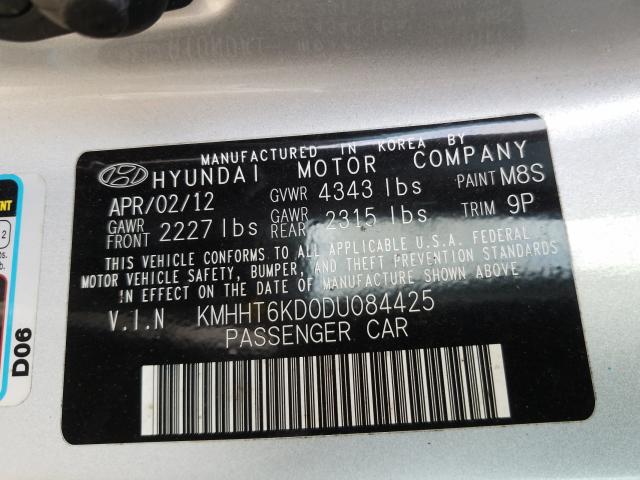 MANUFACTURED IN KOREA BY
HYUNDAI MOTOR COMPANY
APR/02/12 GVWR 4343 lbs PAINT M8S
GAWR FRONT 2227 lbs GAWR REAR 2315 lbs TRIM 9P
THIS VEHICLE CONFORMS TO ALL APPLICABLE U.S.A. FEDERAL
MOTOR VEHICLE SAFETY, BUMPER, AND THEFT PREVENTION STANDARDS
IN EFFECT ON THE DATE OF MANUFACTURE SHOWN ABOVE.
V.I.N KMHHT6KD0DU084425
PASSENGER CAR
D06